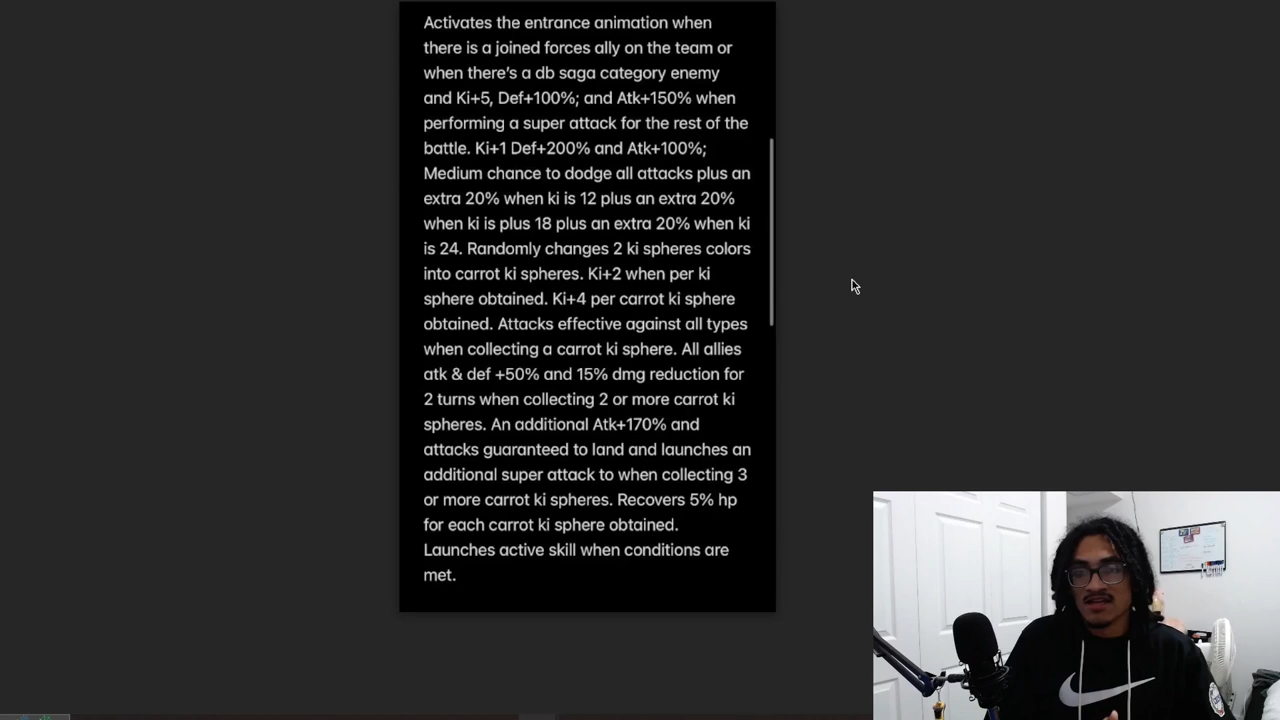 Activates the entrance animation when
there is a joined forces ally on the team or
when there's a db saga category enemy
and Ki+5, Def+100%; and Atk+150% when
performing a super attack for the rest of the
battle. Ki+1 Def+200% and Atk+100%;
Medium chance to dodge all attacks plus an
extra 20% when ki is 12 plus an extra 20%
when ki is plus 18 plus an extra 20% when ki
is 24. Randomly changes 2 ki spheres colors
into carrot ki spheres. Ki+2 when per ki
sphere obtained. Ki+4 per carrot ki sphere
obtained. Attacks effective against all types
when collecting a carrot ki sphere. All allies
atk & def +50% and 15% dmg reduction for
2 turns when collecting 2 or more carrot ki
spheres. An additional Atk+170% and
attacks guaranteed to land and launches an
additional super attack to when collecting 3
or more carrot ki spheres. Recovers 5% hp
for each carrot ki sphere obtained.
Launches active skill when conditions are
met.